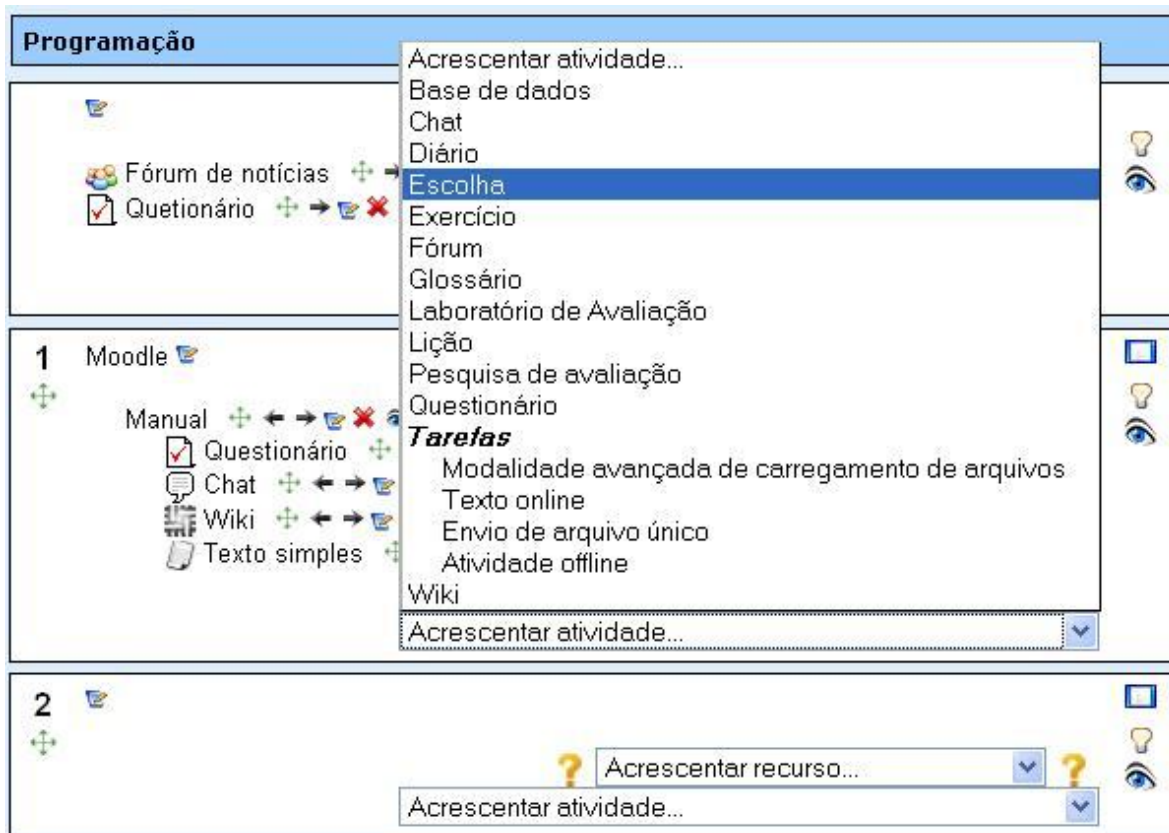 Programação
Acrescentar atividade...
Base de dados
Chat
Diário
Escolha
Exercício
Fórum
Glossário
Laboratório de Avaliação
Lição
Pesquisa de avaliação
Questionário
Tarefas
Modalidade avançada de carregamento de arquivos
Texto online
Envio de arquivo único
Atividade offline
Wiki
Acrescentar atividade...
Fórum de notícias
Quetionário
1 Moodle
Manual
Questionário
Chat
Wiki
Texto simples
2
? Acrescentar recurso... ?
Acrescentar atividade...